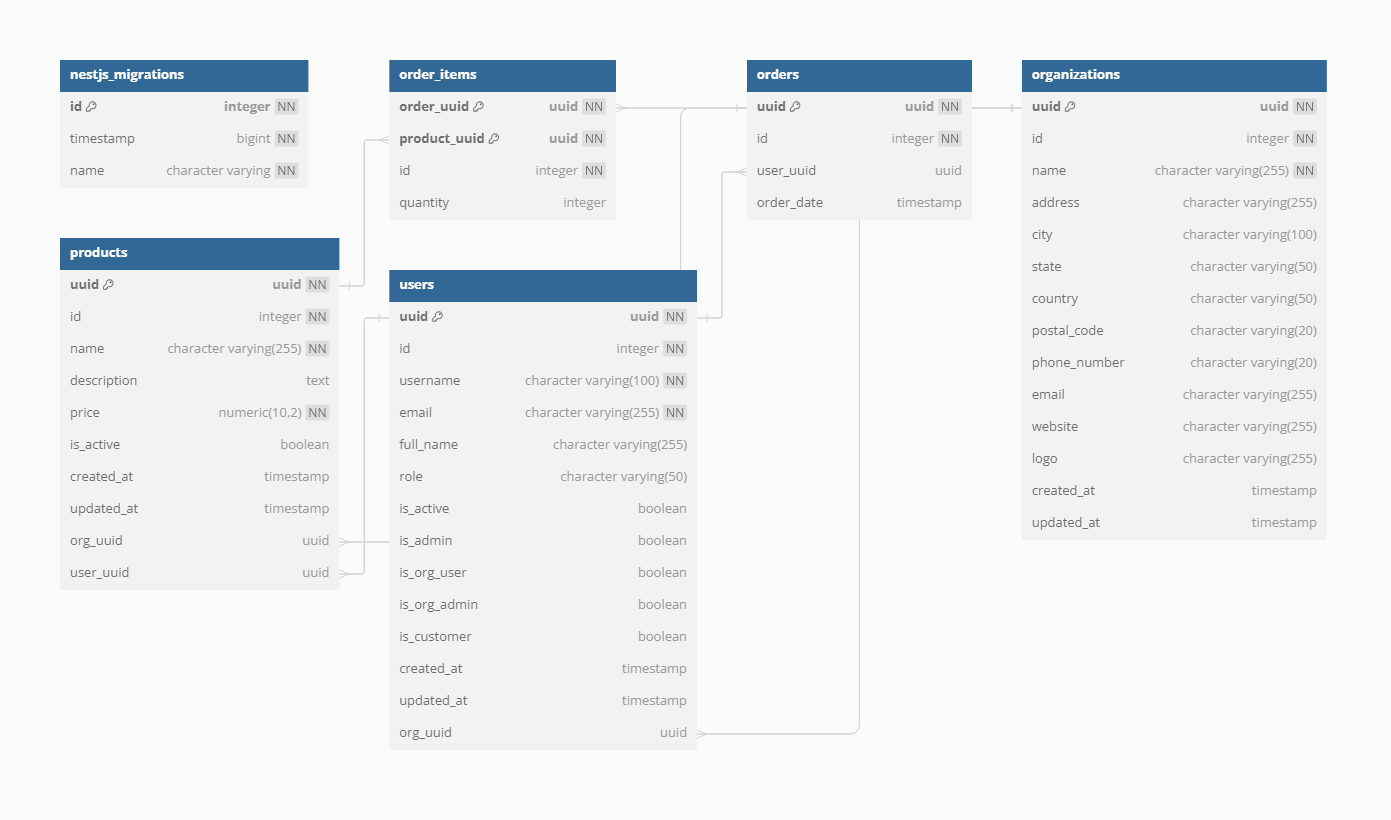 nestjs_migrations
id integer NN
timestamp bigint NN
name character varying NN
order_items
order_uuid uuid NN
product_uuid uuid NN
id integer NN
quantity integer
orders
uuid uuid NN
id integer NN
user_uuid uuid
order_date timestamp
organizations
uuid uuid NN
id integer NN
name character varying(255) NN
address character varying(255)
city character varying(100)
state character varying(50)
country character varying(50)
postal_code character varying(20)
phone_number character varying(20)
email character varying(255)
website character varying(255)
logo character varying(255)
created_at timestamp
updated_at timestamp
products
uuid uuid NN
id integer NN
name character varying(255) NN
description text
price numeric(10,2) NN
is_active boolean
created_at timestamp
updated_at timestamp
org_uuid uuid
user_uuid uuid
users
uuid uuid NN
id integer NN
username character varying(100) NN
email character varying(255) NN
full_name character varying(255)
role character varying(50)
is_active boolean
is_admin boolean
is_org_user boolean
is_org_admin boolean
is_customer boolean
created_at timestamp
updated_at timestamp
org_uuid uuid